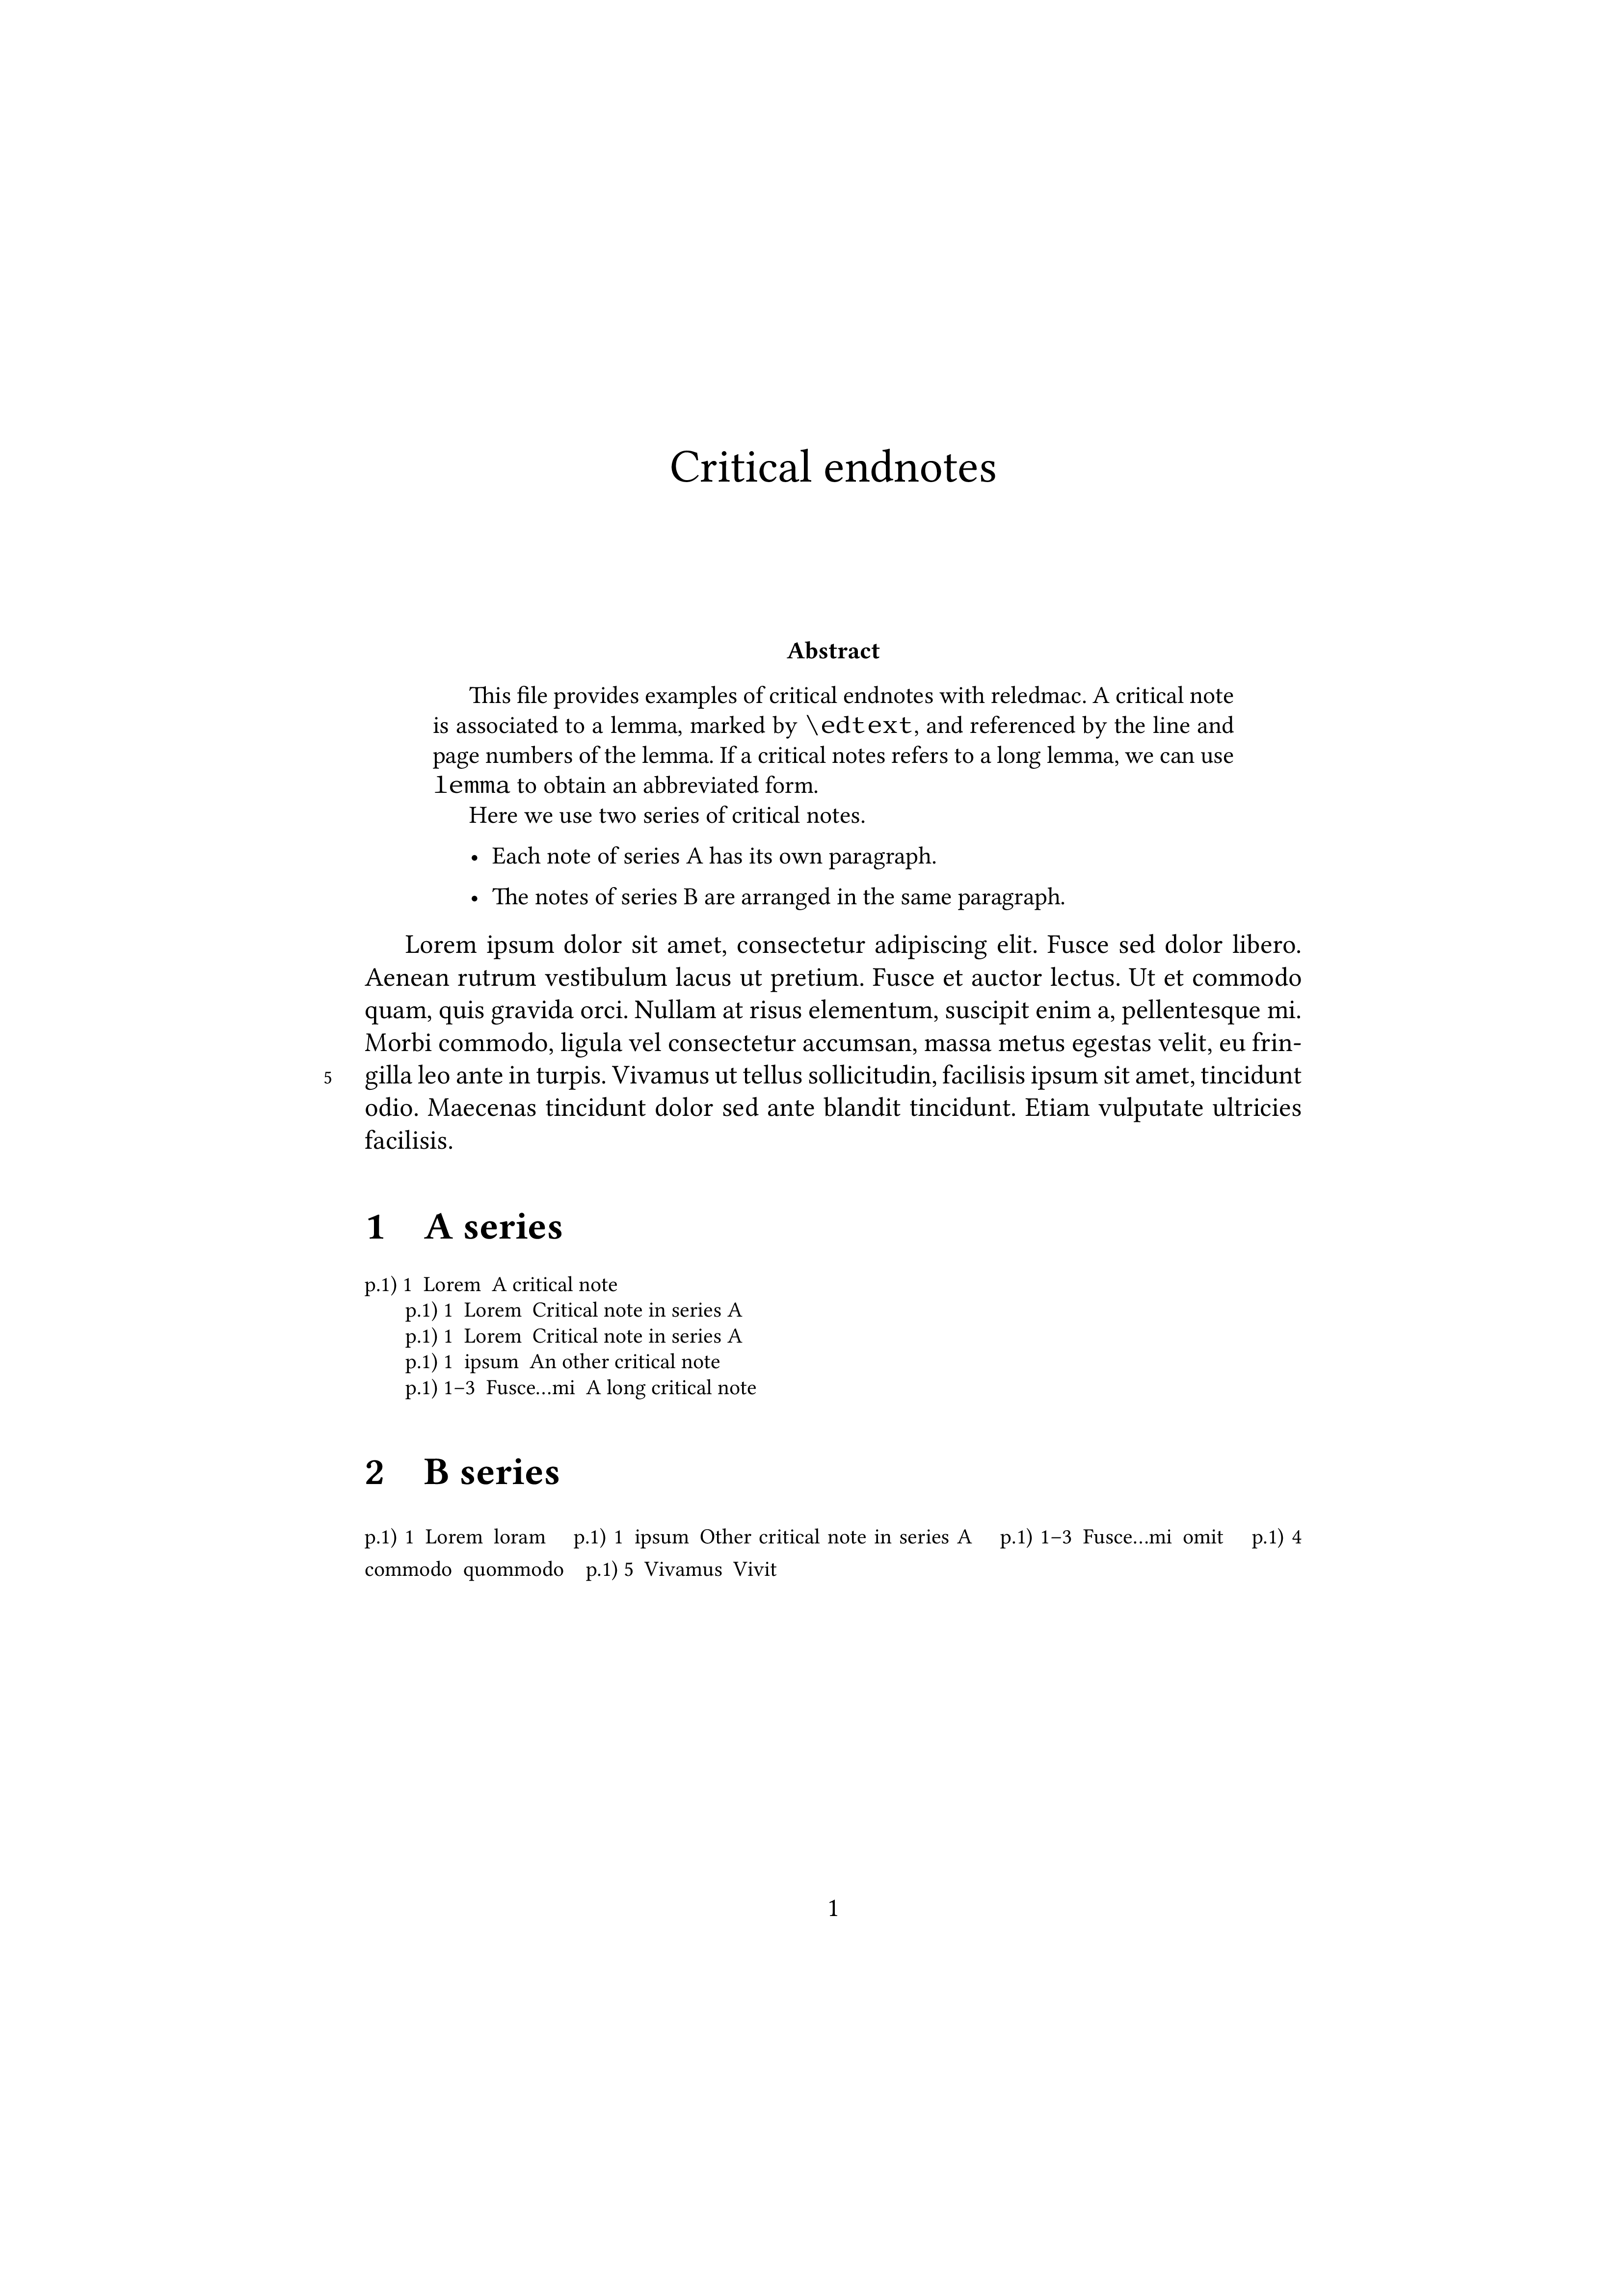 Critical endnotes
Abstract
This file provides examples of critical endnotes with reledmac. A critical note
is associated to a lemma, marked by \edtext, and referenced by the line and
page numbers of the lemma. If a critical notes refers to a long lemma, we can use
lemma to obtain an abbreviated form.
Here we use two series of critical notes.
• Each note of series A has its own paragraph.
• The notes of series B are arranged in the same paragraph.
Lorem ipsum dolor sit amet, consectetur adipiscing elit. Fusce sed dolor libero.
Aenean rutrum vestibulum lacus ut pretium. Fusce et auctor lectus. Ut et commodo
quam, quis gravida orci. Nullam at risus elementum, suscipit enim a, pellentesque mi.
Morbi commodo, ligula vel consectetur accumsan, massa metus egestas velit, eu frin-
5 gilla leo ante in turpis. Vivamus ut tellus sollicitudin, facilisis ipsum sit amet, tincidunt
odio. Maecenas tincidunt dolor sed ante blandit tincidunt. Etiam vulputate ultricies
facilisis.
1 A series
p.1) 1 Lorem A critical note
p.1) 1 Lorem Critical note in series A
p.1) 1 Lorem Critical note in series A
p.1) 1 ipsum An other critical note
p.1) 1–3 Fusce…mi A long critical note
2 B series
p.1) 1 Lorem loram p.1) 1 ipsum Other critical note in series A p.1) 1–3 Fusce…mi omit p.1) 4
commodo quommodo p.1) 5 Vivamus Vivit
1